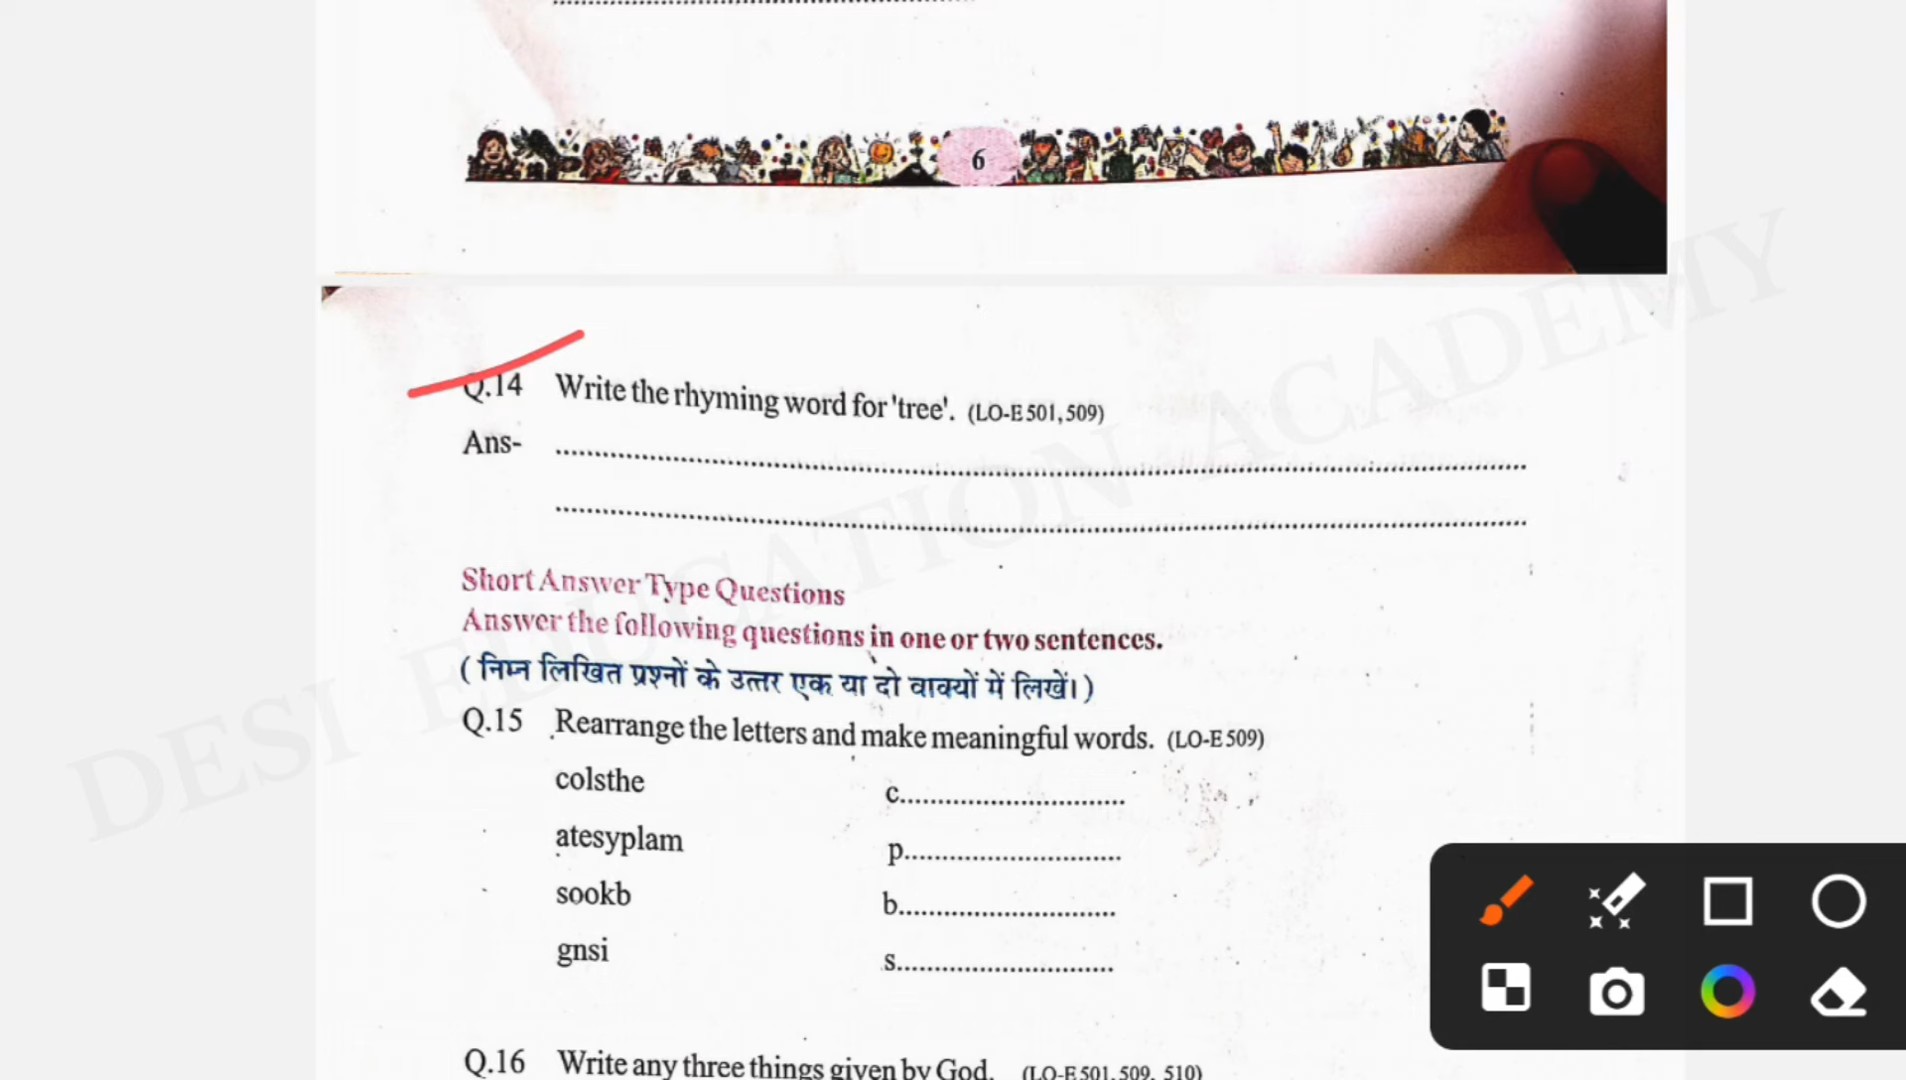 6
Q.14 Write the rhyming word for 'tree'. (LO-E 501, 509)
Ans-
Short Answer Type Questions
Answer the following questions in one or two sentences.
( निम्न लिखित प्रश्नों के उत्तर एक या दो वाक्यों में लिखें। )
Q.15 Rearrange the letters and make meaningful words. (LO-E 509)
colsthe c............................
atesyplam p............................
sookb b............................
gnsi s............................
Q.16 Write any three things given by God. (LO-E 501, 509, 510)
DESI EDUCATION ACADEMY